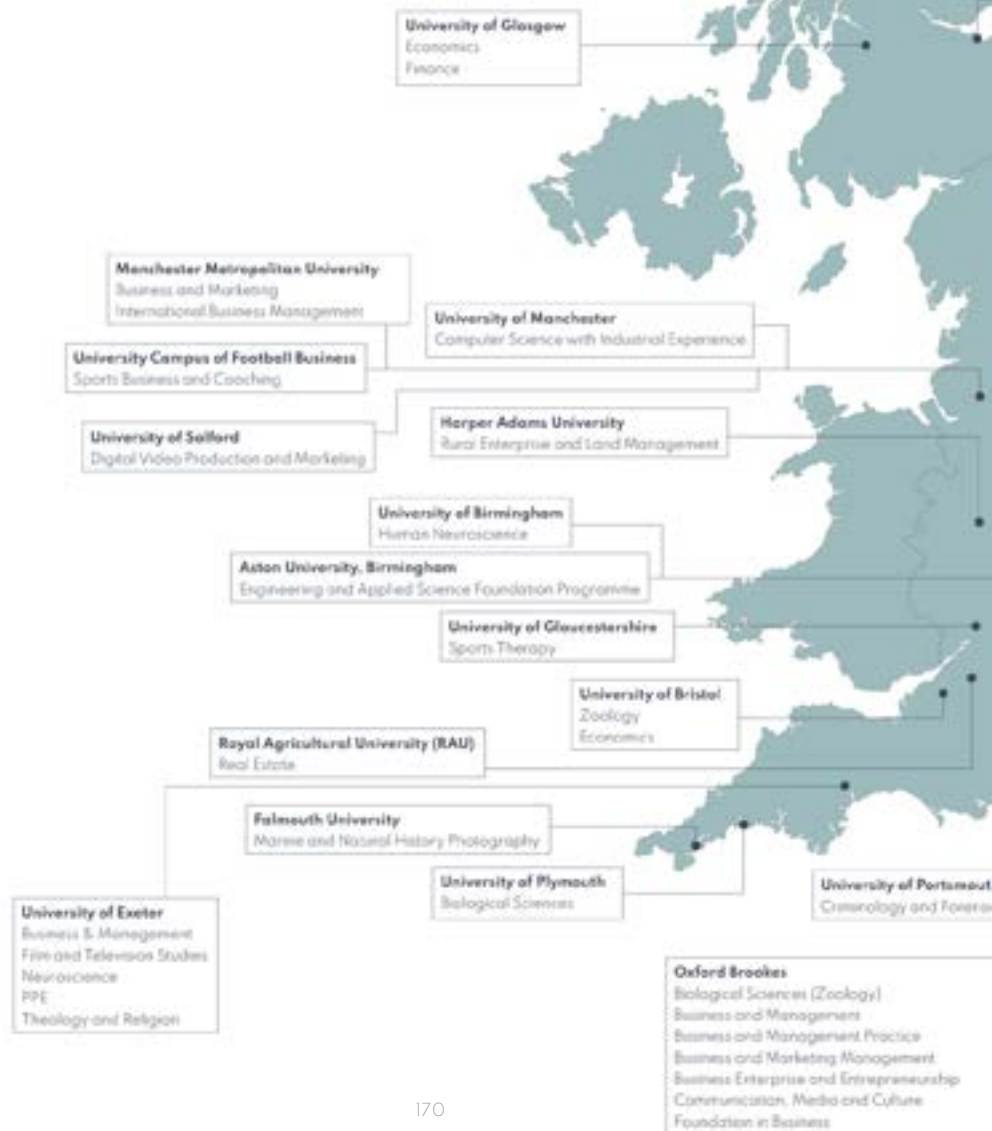 University of Glasgow
Economics
Finance
Manchester Metropolitan University
Business and Marketing
International Business Management
University of Manchester
Computer Science with Industrial Experience
University Campus of Football Business
Sports Business and Coaching
University of Salford
Digital Video Production and Marketing
Harper Adams University
Rural Enterprise and Land Management
University of Birmingham
Human Neuroscience
Aston University, Birmingham
Engineering and Applied Science Foundation Programme
University of Gloucestershire
Sports Therapy
University of Bristol
Zoology
Economics
Royal Agricultural University (RAU)
Real Estate
Falmouth University
Marine and Natural History Photography
University of Plymouth
Biological Sciences
University of Portsmout
Criminology and Forens
University of Exeter
Business & Management
Film and Television Studies
Neuroscience
PPE
Theology and Religion
Oxford Brookes
Biological Sciences (Zoology)
Business and Management
Business and Management Practice
Business and Marketing Management
Business Enterprise and Entrepreneurship
Communication, Media and Culture
Foundation in Business
170